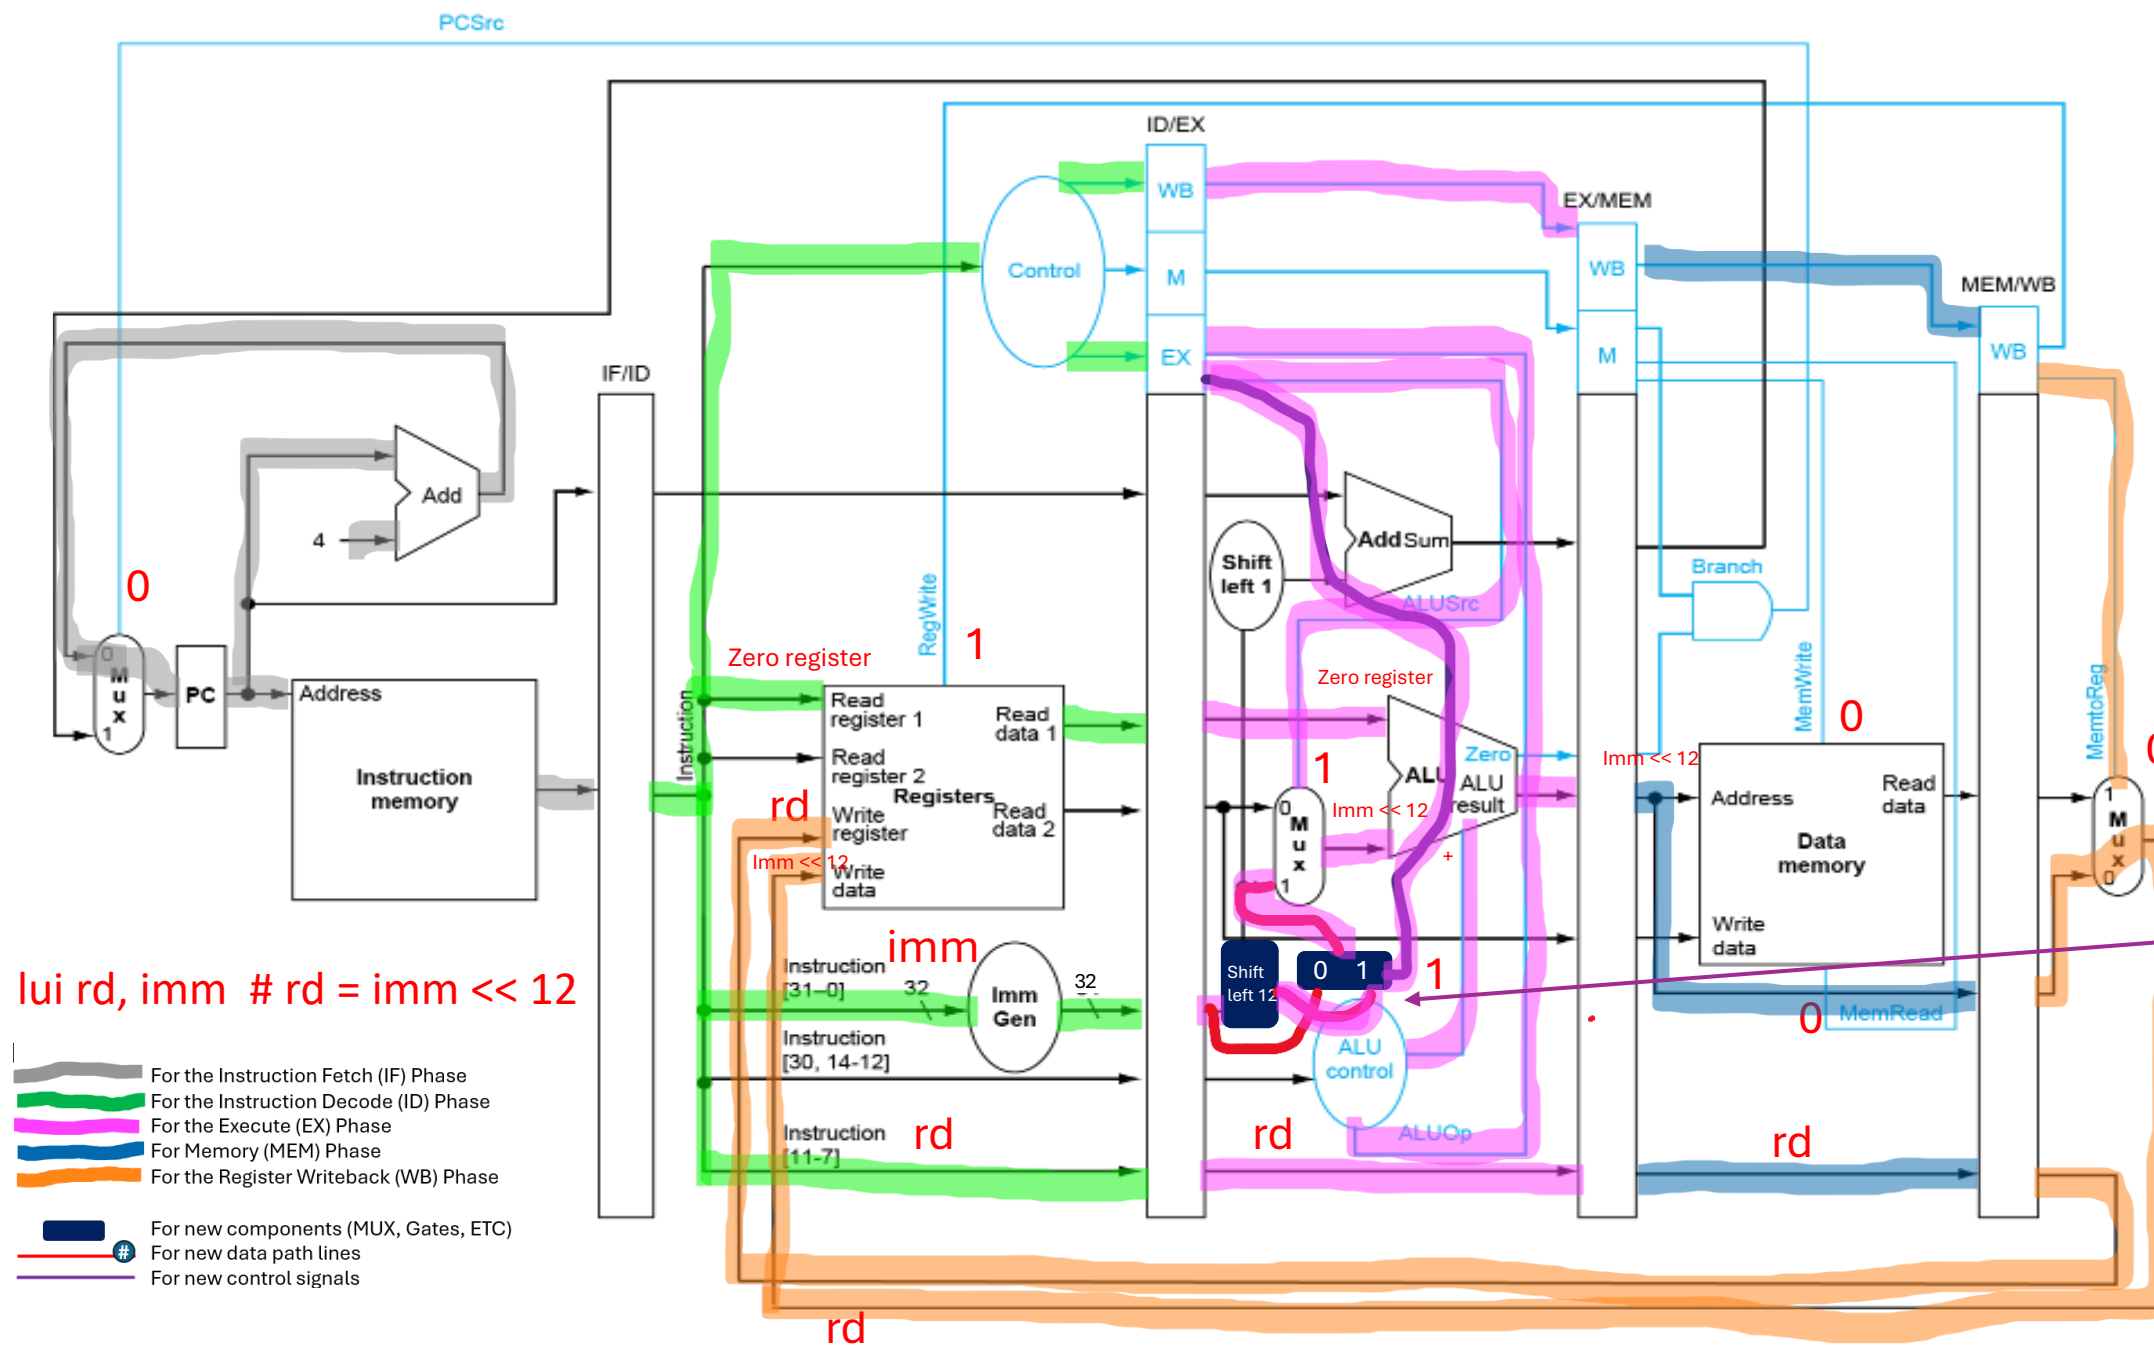 PCSrc
ID/EX
WB
M
EX
Control
EX/MEM
WB
M
MEM/WB
WB
IF/ID
Add
4
0
0
M
u
x
1
PC
Address
Instruction
memory
Instruction
RegWrite
1
Zero register
Read
register 1
Read
data 1
Read
register 2
Registers
rd
Write
register
Read
data 2
Imm << 12
Write
data
imm
Instruction
[31–0]
32
Imm
Gen
32
Instruction
[30, 14-12]
Instruction
[11-7]
rd
Shift
left 1
Add Sum
ALUSrc
Zero register
1
Zero
ALU
ALU
result
Imm << 12
0
M
u
x
1
+
Shift
left 12
0 1
1
ALU
control
ALUOp
rd
Branch
MemWrite
0
Imm << 12
Address
Read
data
Data
memory
Write
data
0
MemRead
rd
MemtoReg
1
M
u
x
0
lui rd, imm # rd = imm << 12
For the Instruction Fetch (IF) Phase
For the Instruction Decode (ID) Phase
For the Execute (EX) Phase
For Memory (MEM) Phase
For the Register Writeback (WB) Phase
For new components (MUX, Gates, ETC)
# For new data path lines
For new control signals
rd